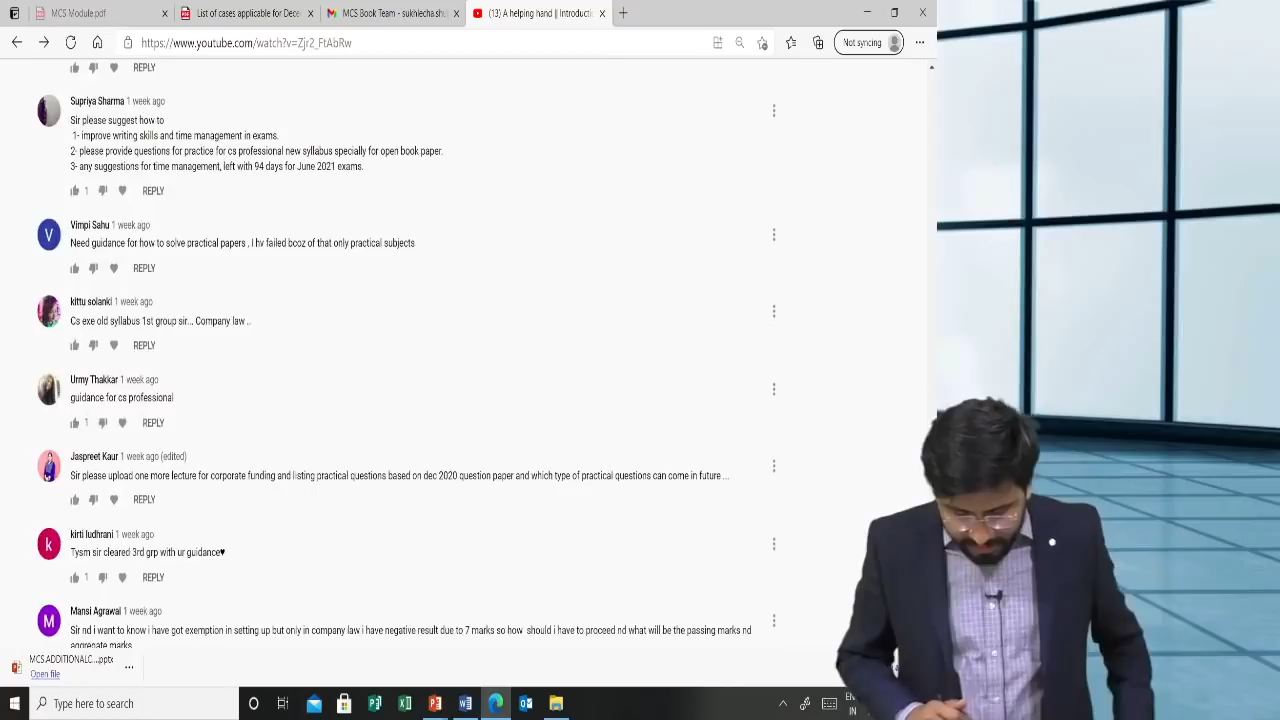 MCS Module.pdf
List of cases applicable for Dec
MCS Book Team - sukhlecha.sh
(13) A helping hand || Introducti
https://www.youtube.com/watch?v=Zjr2_FtAbRw
Not syncing
REPLY
Supriya Sharma 1 week ago
Sir please suggest how to
1- improve writing skills and time management in exams.
2- please provide questions for practice for cs professional new syllabus specially for open book paper.
3- any suggestions for time management, left with 94 days for June 2021 exams.
1 REPLY
V
Vimpi Sahu 1 week ago
Need guidance for how to solve practical papers , I hv failed bcoz of that only practical subjects
REPLY
kittu solanki 1 week ago
Cs exe old syllabus 1st group sir... Company law ..
REPLY
Urmy Thakkar 1 week ago
guidance for cs professional
1 REPLY
Jaspreet Kaur 1 week ago (edited)
Sir please upload one more lecture for corporate funding and listing practical questions based on dec 2020 question paper and which type of practical questions can come in future ...
REPLY
k
kirti ludhrani 1 week ago
Tysm sir cleared 3rd grp with ur guidance♥
1 REPLY
M
Mansi Agrawal 1 week ago
Sir nd i want to know i have got exemption in setting up but only in company law i have negative result due to 7 marks so how should i have to proceed nd what will be the passing marks nd
aggregate marks
MCS ADDITIONALC....pptx
Open file
Type here to search
IN